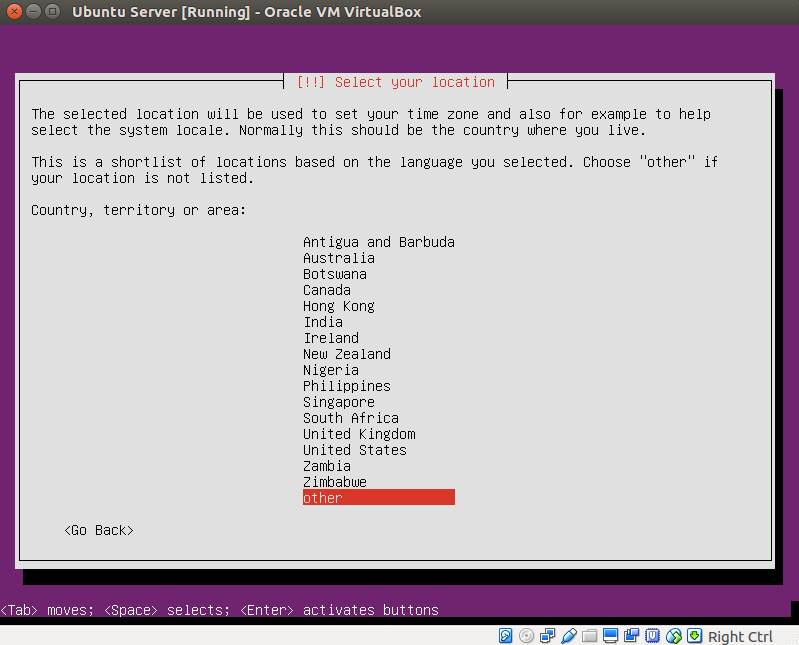 Ubuntu Server [Running] - Oracle VM VirtualBox
[!!] Select your location
The selected location will be used to set your time zone and also for example to help
select the system locale. Normally this should be the country where you live.
This is a shortlist of locations based on the language you selected. Choose "other" if
your location is not listed.
Country, territory or area:
Antigua and Barbuda
Australia
Botswana
Canada
Hong Kong
India
Ireland
New Zealand
Nigeria
Philippines
Singapore
South Africa
United Kingdom
United States
Zambia
Zimbabwe
other
<Go Back>
<Tab> moves; <Space> selects; <Enter> activates buttons
Right Ctrl